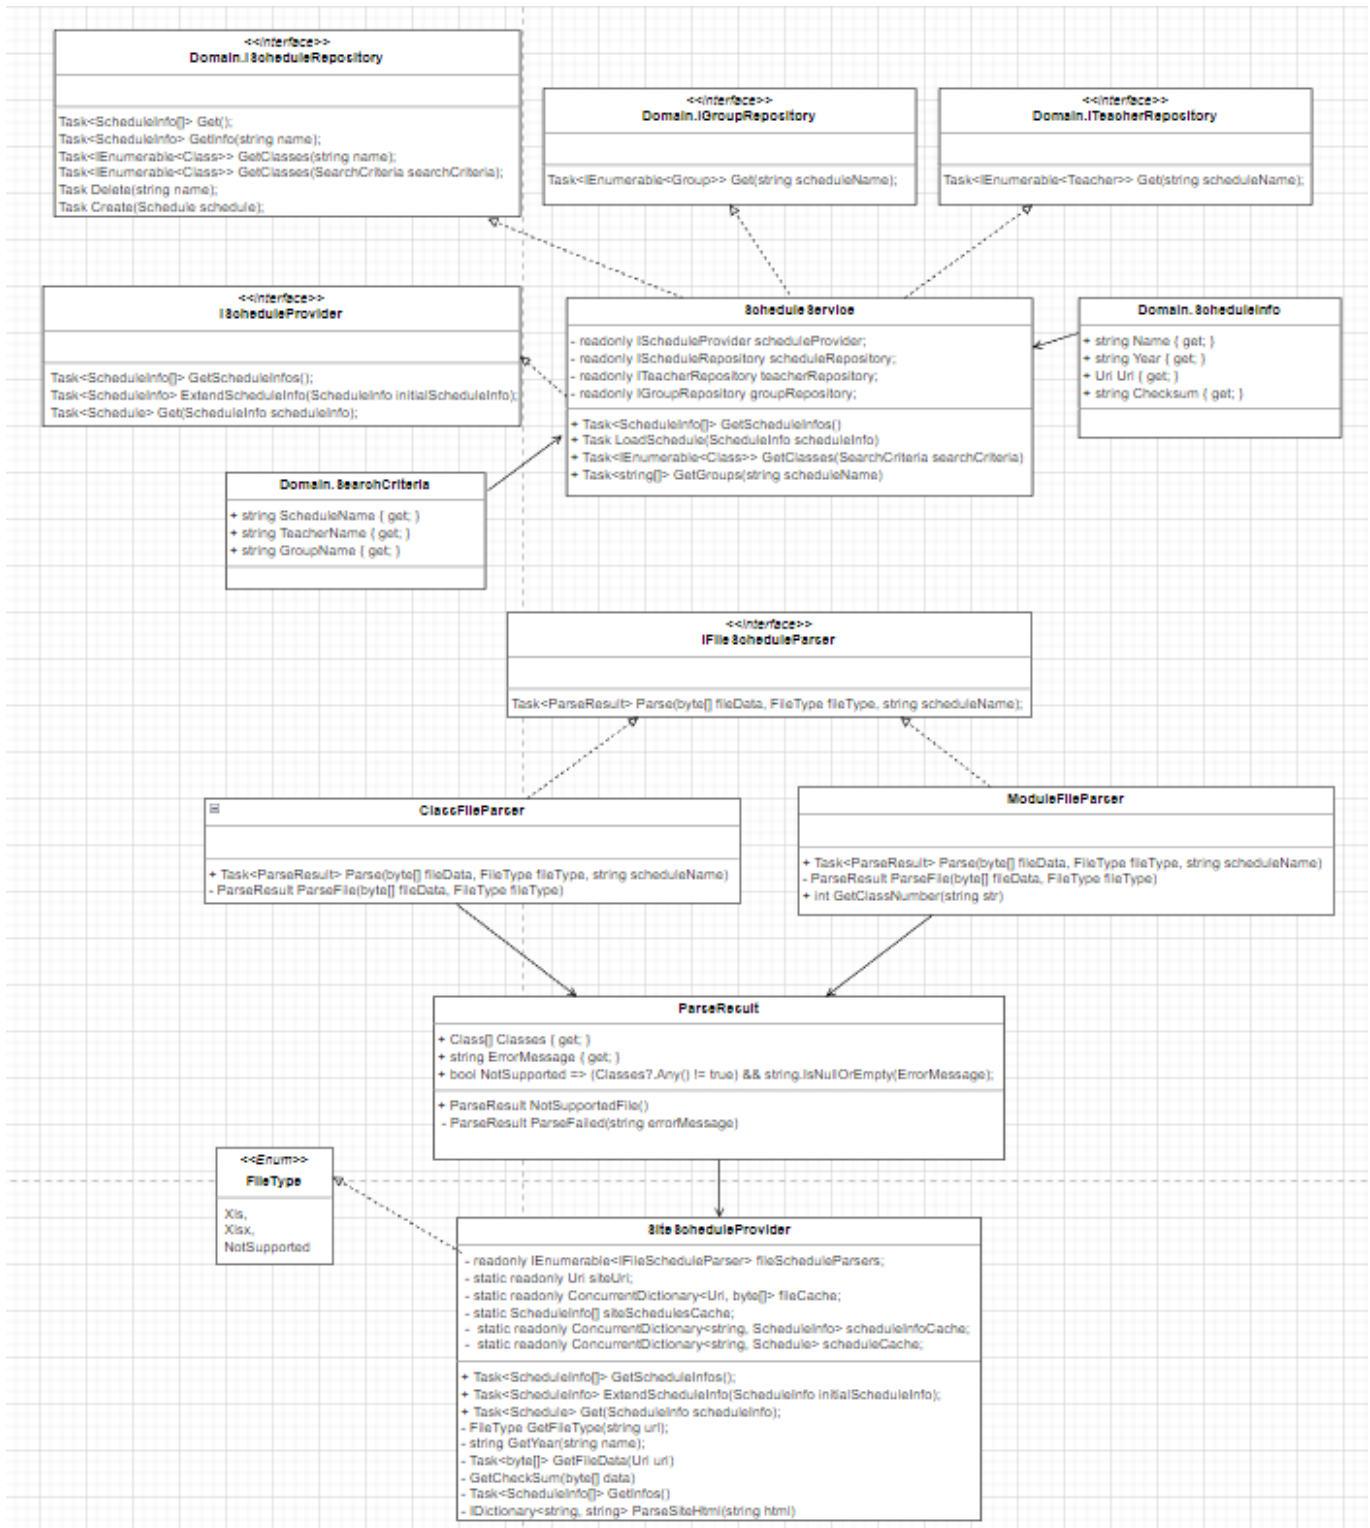 <<interface>>
Domain.IScheduleRepository
Task<ScheduleInfo[]> Get();
Task<ScheduleInfo> GetInfo(string name);
Task<IEnumerable<Class>> GetClasses(string name);
Task<IEnumerable<Class>> GetClasses(SearchCriteria searchCriteria);
Task Delete(string name);
Task Create(Schedule schedule);
<<interface>>
Domain.IGroupRepository
Task<IEnumerable<Group>> Get(string scheduleName);
<<interface>>
Domain.ITeacherRepository
Task<IEnumerable<Teacher>> Get(string scheduleName);
<<interface>>
IScheduleProvider
Task<ScheduleInfo[]> GetScheduleInfos();
Task<ScheduleInfo> ExtendScheduleInfo(ScheduleInfo initialScheduleInfo);
Task<Schedule> Get(ScheduleInfo scheduleInfo);
ScheduleService
- readonly IScheduleProvider scheduleProvider;
- readonly IScheduleRepository scheduleRepository;
- readonly ITeacherRepository teacherRepository;
- readonly IGroupRepository groupRepository;
+ Task<ScheduleInfo[]> GetScheduleInfos()
+ Task LoadSchedule(ScheduleInfo scheduleInfo)
+ Task<IEnumerable<Class>> GetClasses(SearchCriteria searchCriteria)
+ Task<string[]> GetGroups(string scheduleName)
Domain.ScheduleInfo
+ string Name { get; }
+ string Year { get; }
+ Uri Url { get; }
+ string Checksum { get; }
Domain.SearchCriteria
+ string ScheduleName { get; }
+ string TeacherName { get; }
+ string GroupName { get; }
<<interface>>
IFileScheduleParser
Task<ParseResult> Parse(byte[] fileData, FileType fileType, string scheduleName);
ClassFileParser
+ Task<ParseResult> Parse(byte[] fileData, FileType fileType, string scheduleName)
- ParseResult ParseFile(byte[] fileData, FileType fileType)
ModuleFileParser
+ Task<ParseResult> Parse(byte[] fileData, FileType fileType, string scheduleName)
- ParseResult ParseFile(byte[] fileData, FileType fileType)
+ int GetClassNumber(string str)
ParseResult
+ Class[] Classes { get; }
+ string ErrorMessage { get; }
+ bool NotSupported => (Classes?.Any() != true) && string.IsNullOrEmpty(ErrorMessage);
+ ParseResult NotSupportedFile()
- ParseResult ParseFailed(string errorMessage)
<<Enum>>
FileType
Xls,
Xlsx,
NotSupported
SiteScheduleProvider
- readonly IEnumerable<IFileScheduleParser> fileScheduleParsers;
- static readonly Uri siteUri;
- static readonly ConcurrentDictionary<Uri, byte[]> fileCache;
- static ScheduleInfo[] siteSchedulesCache;
- static readonly ConcurrentDictionary<string, ScheduleInfo> scheduleInfoCache;
- static readonly ConcurrentDictionary<string, Schedule> scheduleCache;
+ Task<ScheduleInfo[]> GetScheduleInfos();
+ Task<ScheduleInfo> ExtendScheduleInfo(ScheduleInfo initialScheduleInfo);
+ Task<Schedule> Get(ScheduleInfo scheduleInfo);
- FileType GetFileType(string url);
- string GetYear(string name);
- Task<byte[]> GetFileData(Uri uri)
- GetCheckSum(byte[] data)
- Task<ScheduleInfo[]> GetInfos()
- IDictionary<string, string> ParseSiteHtml(string html)